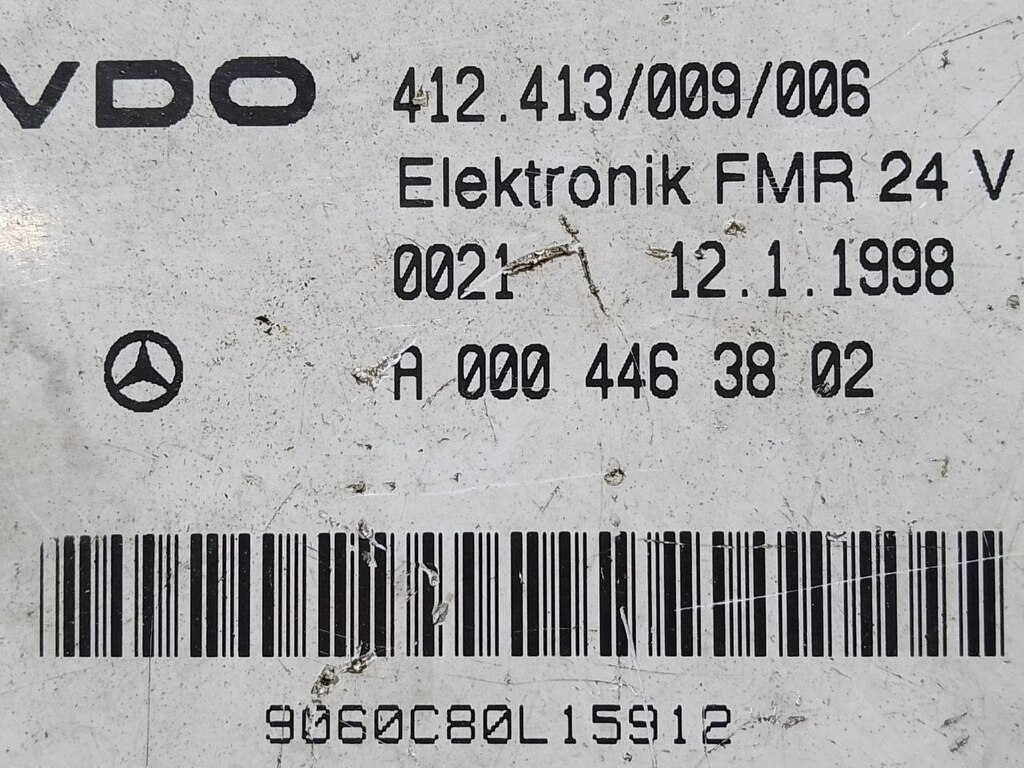 VDO
412.413/009/006
Elektronik FMR 24 V
0021 12.1.1998
A 000 446 38 02
9060C80L15912